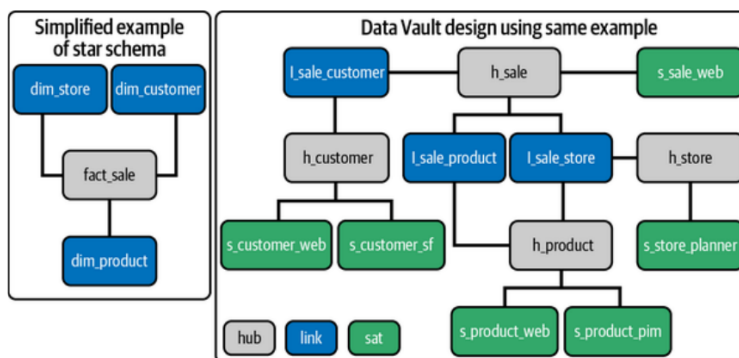 Simplified example
of star schema
dim_store
dim_customer
fact_sale
dim_product
Data Vault design using same example
l_sale_customer
h_sale
s_sale_web
h_customer
l_sale_product
l_sale_store
h_store
s_customer_web
s_customer_sf
h_product
s_store_planner
hub
link
sat
s_product_web
s_product_pim